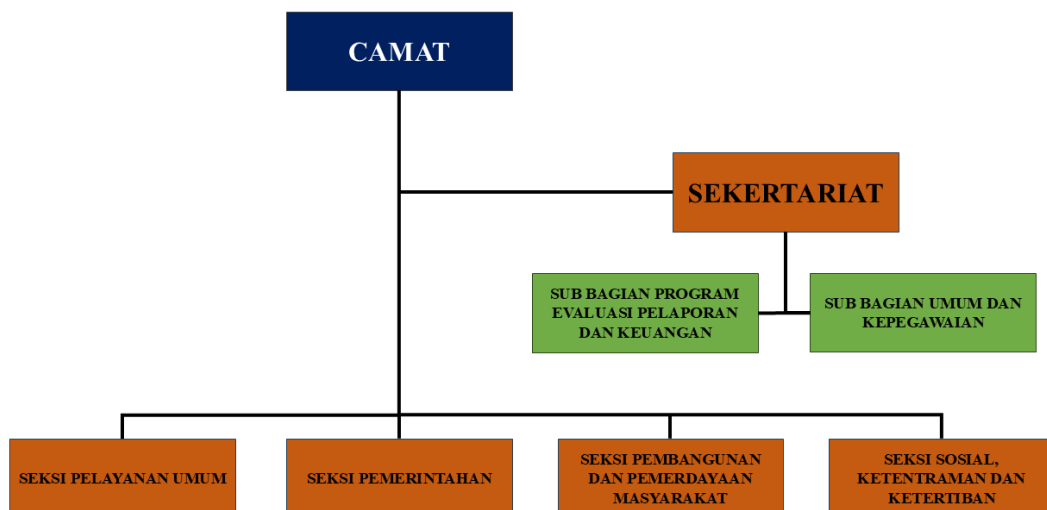 CAMAT
SEKERTARIAT
SUB BAGIAN PROGRAM
EVALUASI PELAPORAN
DAN KEUANGAN
SUB BAGIAN UMUM DAN
KEPEGAWAIAN
SEKSI PELAYANAN UMUM
SEKSI PEMERINTAHAN
SEKSI PEMBANGUNAN
DAN PEMERDAYAAN
MASYARAKAT
SEKSI SOSIAL,
KETENTRAMAN DAN
KETERTIBAN